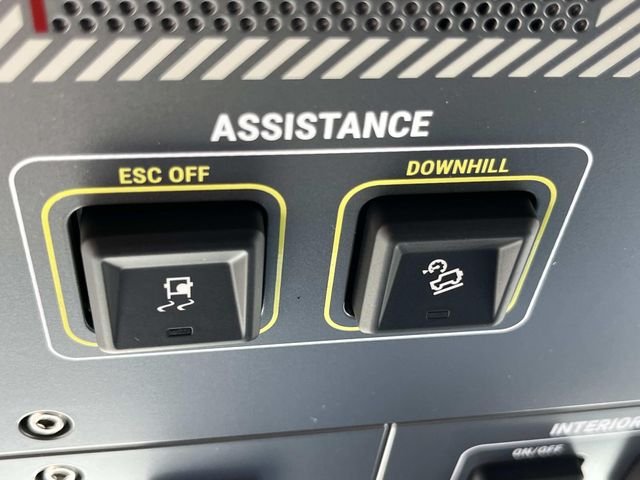 ASSISTANCE
ESC OFF
DOWNHILL
INTERIOR
ON/OFF